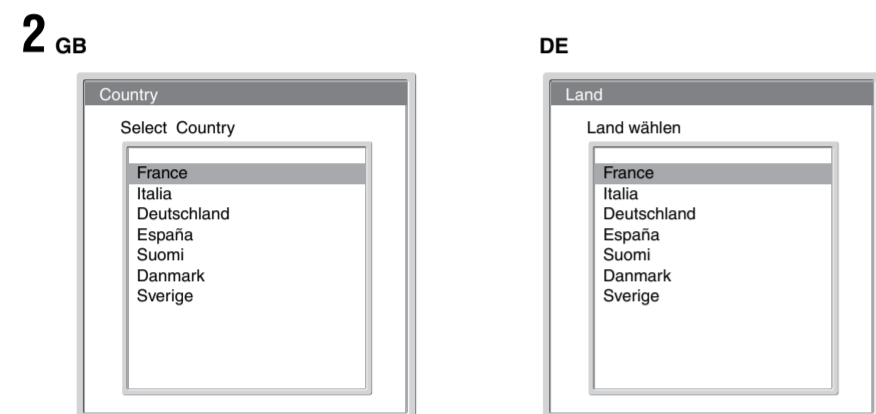 2 GB
Country
Select Country
France
Italia
Deutschland
España
Suomi
Danmark
Sverige
DE
Land
Land wählen
France
Italia
Deutschland
España
Suomi
Danmark
Sverige